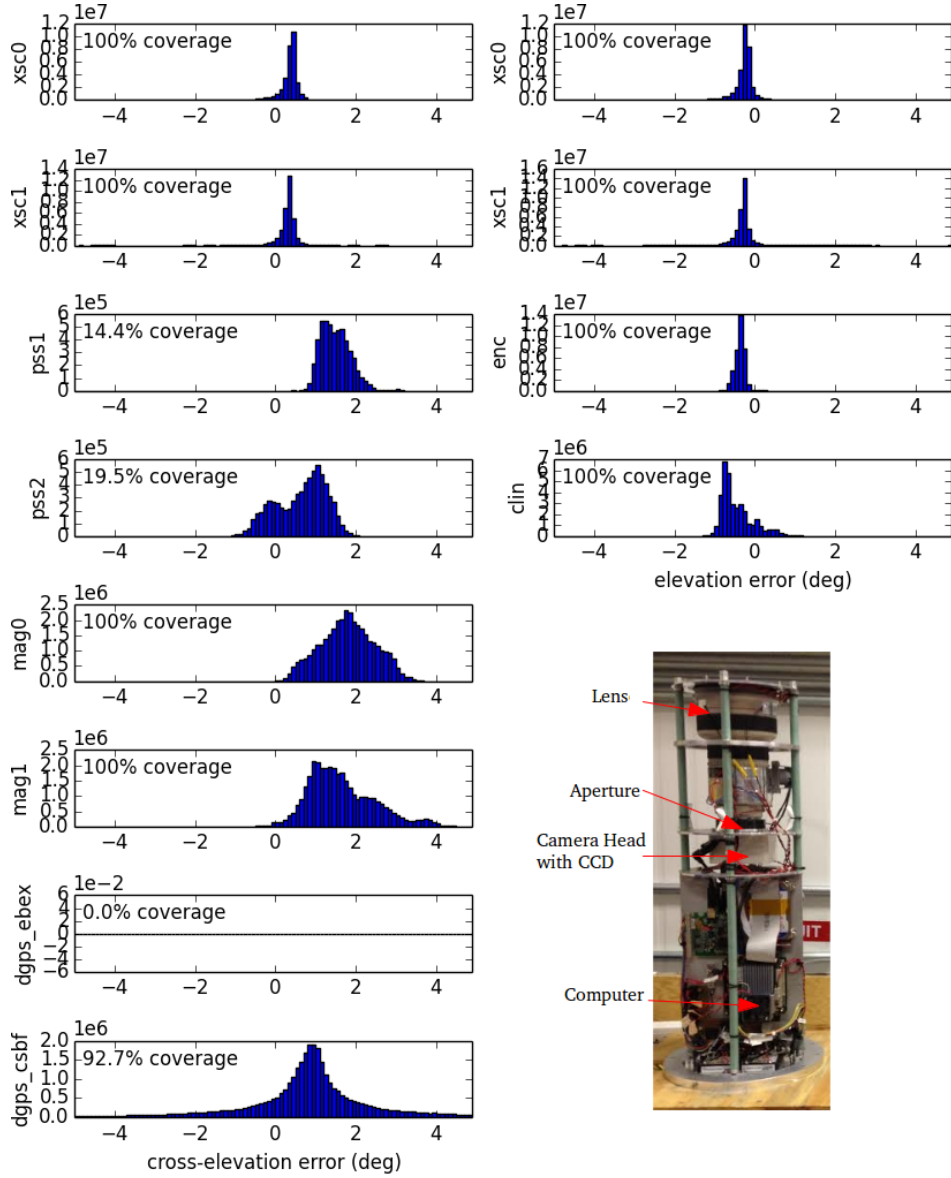 1e7
xsc0
1.2
1.0
0.8
0.6
0.4
0.2
0.0
100% coverage
−4 −2 0 2 4
1e7
xsc1
1.4
1.2
1.0
0.8
0.6
0.4
0.2
0.0
100% coverage
−4 −2 0 2 4
1e5
pss1
6
5
4
3
2
1
0
14.4% coverage
−4 −2 0 2 4
1e5
pss2
6
5
4
3
2
1
0
19.5% coverage
−4 −2 0 2 4
1e6
mag0
2.5
2.0
1.5
1.0
0.5
0.0
100% coverage
−4 −2 0 2 4
1e6
mag1
2.5
2.0
1.5
1.0
0.5
0.0
100% coverage
−4 −2 0 2 4
1e−2
dgps_ebex
6
4
2
0
−2
−4
−6
0.0% coverage
−4 −2 0 2 4
1e6
dgps_csbf
2.0
1.5
1.0
0.5
0.0
92.7% coverage
−4 −2 0 2 4
cross-elevation error (deg)
1e7
xsc0
1.2
1.0
0.8
0.6
0.4
0.2
0.0
100% coverage
−4 −2 0 2 4
1e7
xsc1
1.6
1.4
1.2
1.0
0.8
0.6
0.4
0.2
0.0
100% coverage
−4 −2 0 2 4
1e7
enc
1.4
1.2
1.0
0.8
0.6
0.4
0.2
0.0
100% coverage
−4 −2 0 2 4
1e6
clin
7
6
5
4
3
2
1
0
100% coverage
−4 −2 0 2 4
elevation error (deg)
Lens
Aperture
Camera Head
with CCD
UIT
Computer